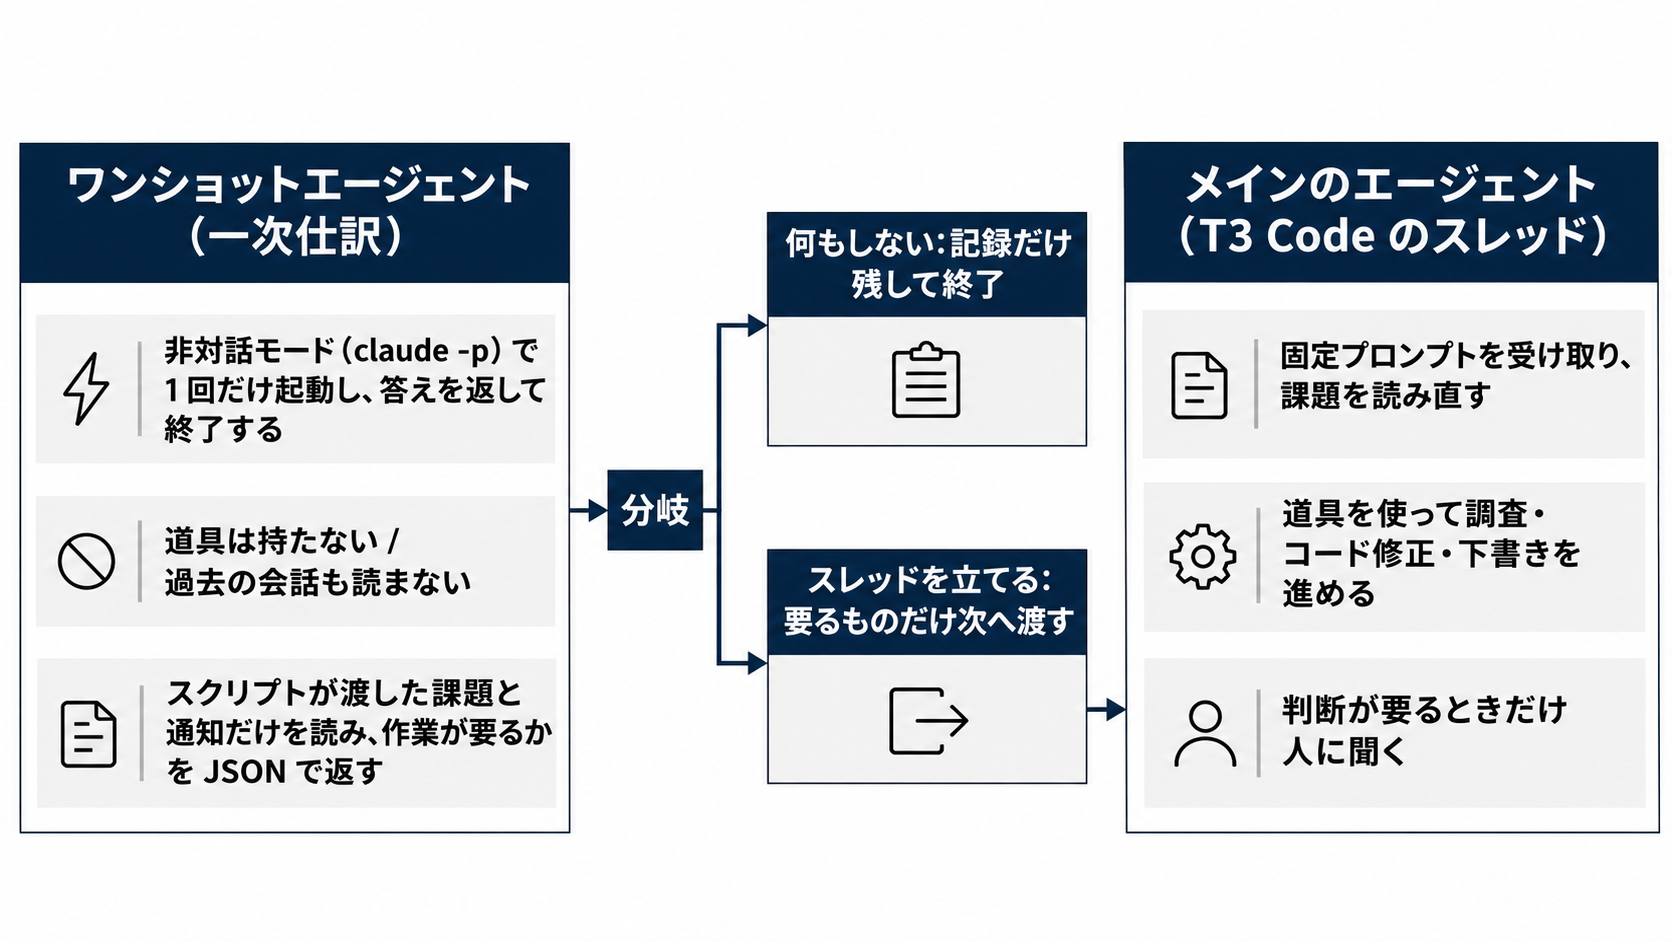 ワンショットエージェント
（一次仕訳）
非対話モード（claude -p）で
1 回だけ起動し、答えを返して
終了する
道具は持たない /
過去の会話も読まない
スクリプトが渡した課題と
通知だけを読み、作業が要るか
を JSON で返す
分岐
何もしない：記録だけ
残して終了
スレッドを立てる：
要るものだけ次へ渡す
メインのエージェント
（T3 Code のスレッド）
固定プロンプトを受け取り、
課題を読み直す
道具を使って調査・
コード修正・下書きを
進める
判断が要るときだけ
人に聞く